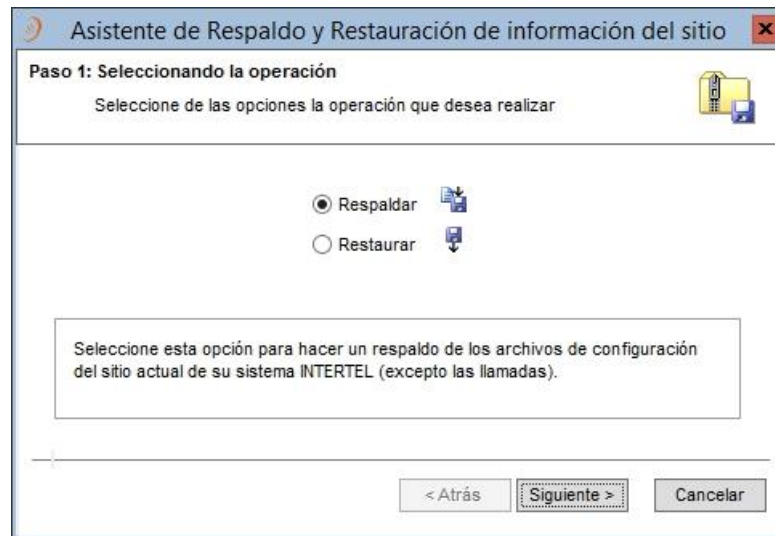 Asistente de Respaldo y Restauración de información del sitio
Paso 1: Seleccionando la operación
Seleccione de las opciones la operación que desea realizar
Respaldar
Restaurar
Seleccione esta opción para hacer un respaldo de los archivos de configuración
del sitio actual de su sistema INTERTEL (excepto las llamadas).
< Atrás Siguiente > Cancelar